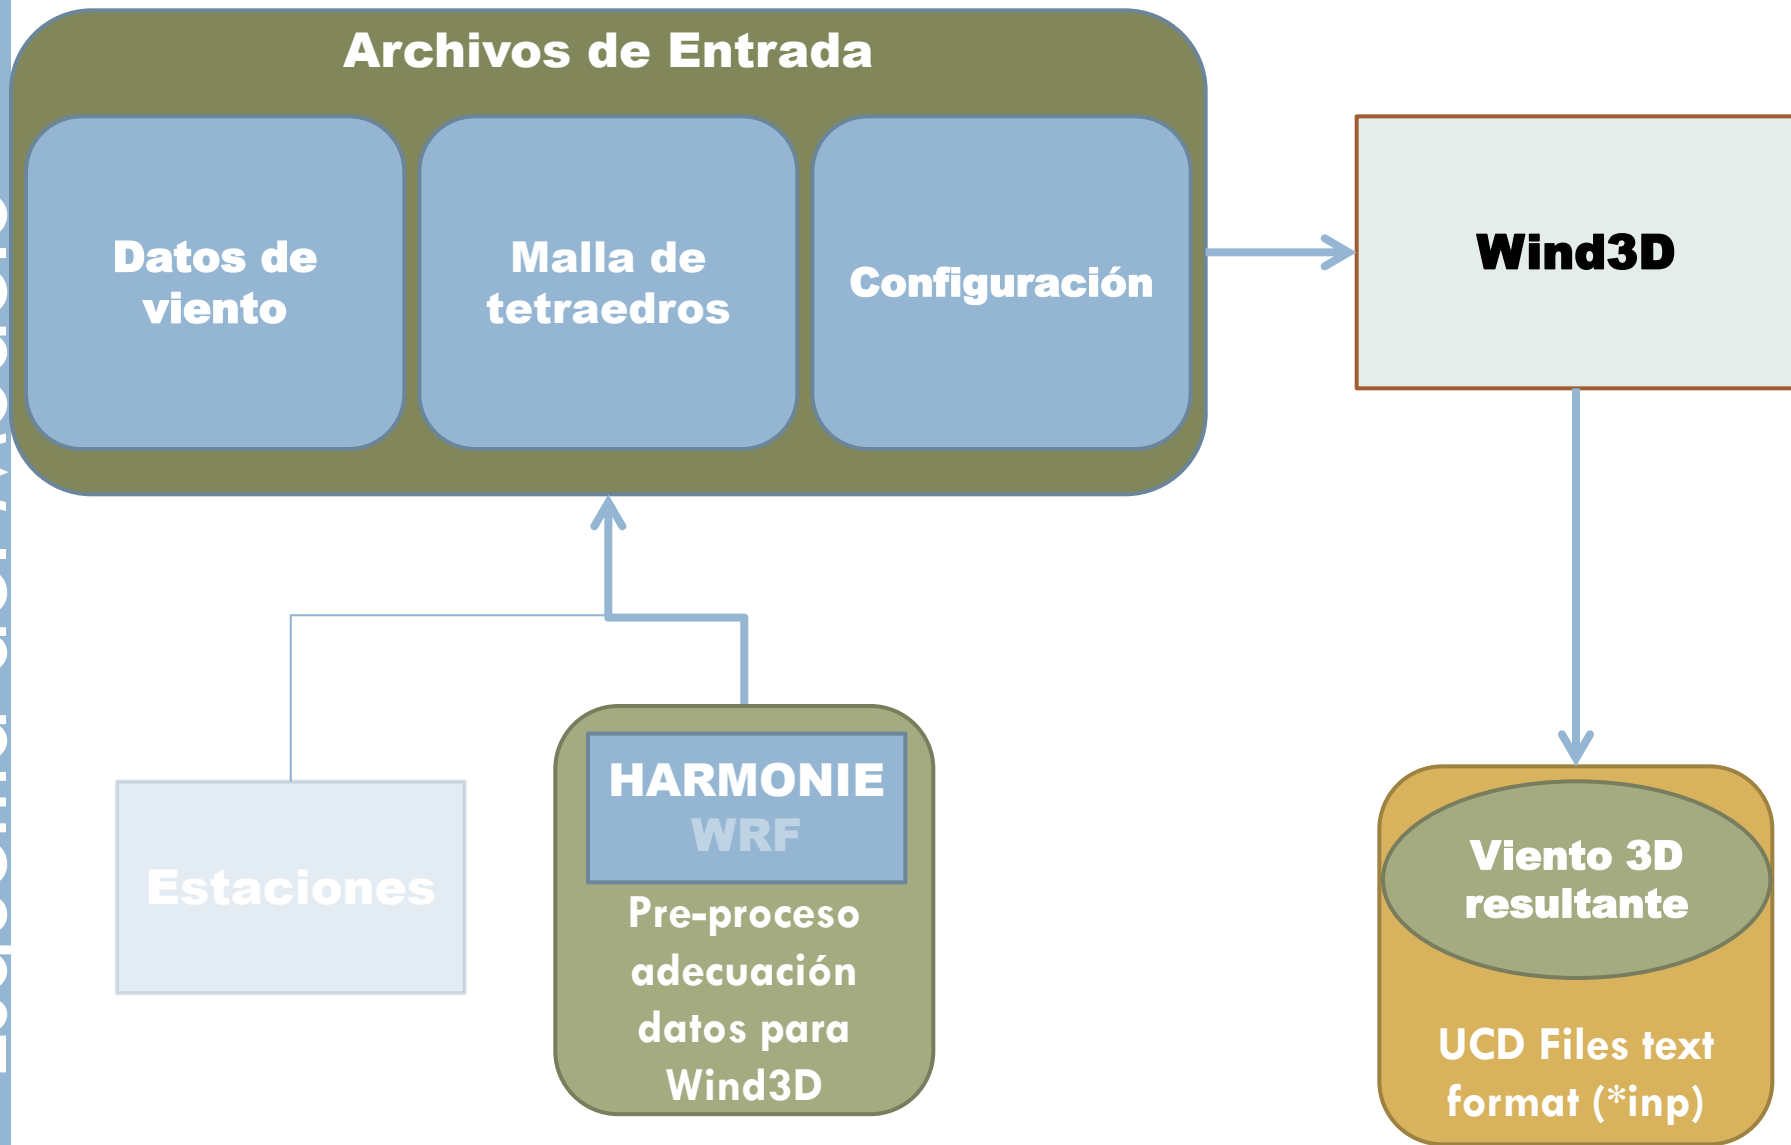 Archivos de Entrada
Datos de
viento
Malla de
tetraedros
Configuración
Wind3D
Estaciones
HARMONIE
WRF
Pre-proceso
adecuación
datos para
Wind3D
Viento 3D
resultante
UCD Files text
format (*inp)